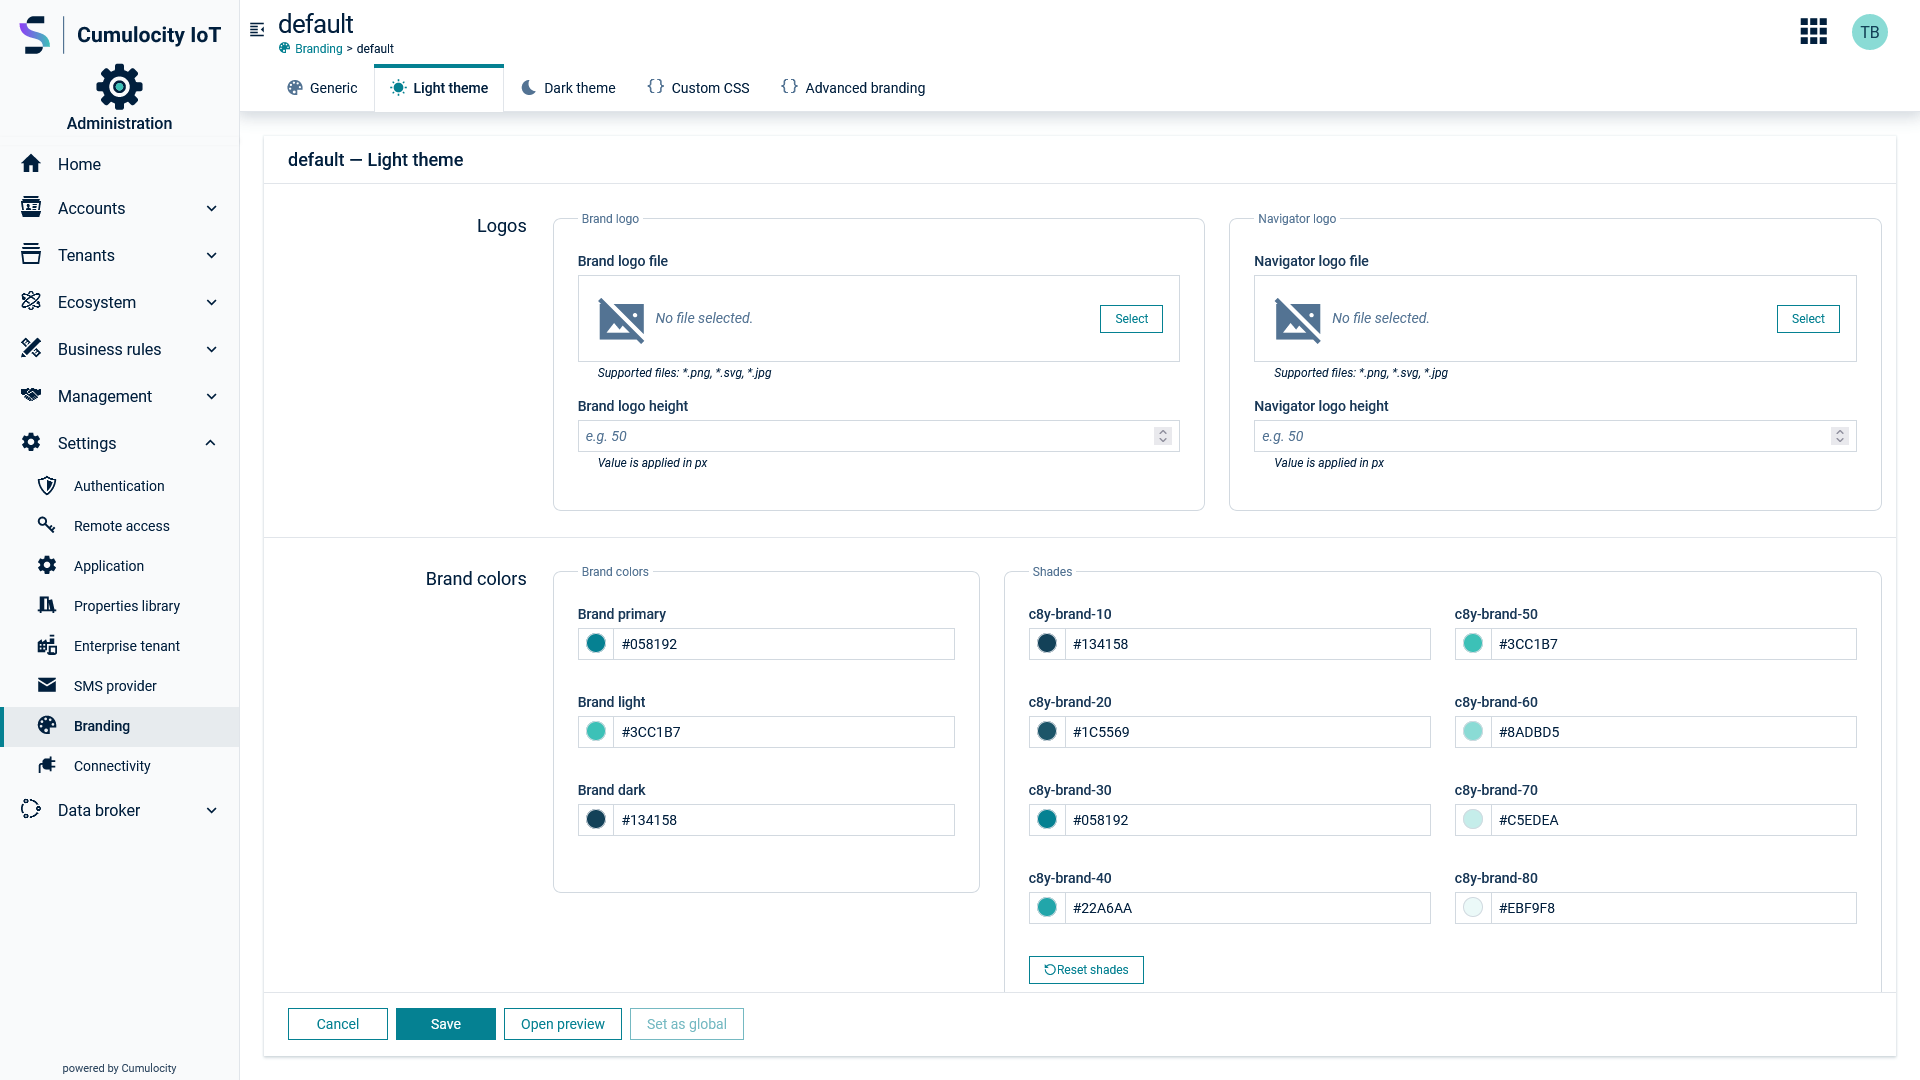 Cumulocity IoT
Administration
Home
Accounts
Tenants
Ecosystem
Business rules
Management
Settings
Authentication
Remote access
Application
Properties library
Enterprise tenant
SMS provider
Branding
Connectivity
Data broker
powered by Cumulocity
default
Branding > default
TB
Generic
Light theme
Dark theme
Custom CSS
Advanced branding
default — Light theme
Logos
Brand logo
Brand logo file
No file selected.
Select
Supported files: *.png, *.svg, *.jpg
Brand logo height
e.g. 50
Value is applied in px
Navigator logo
Navigator logo file
No file selected.
Select
Supported files: *.png, *.svg, *.jpg
Navigator logo height
e.g. 50
Value is applied in px
Brand colors
Brand colors
Brand primary
#058192
Brand light
#3CC1B7
Brand dark
#134158
Shades
c8y-brand-10
#134158
c8y-brand-20
#1C5569
c8y-brand-30
#058192
c8y-brand-40
#22A6AA
c8y-brand-50
#3CC1B7
c8y-brand-60
#8ADBD5
c8y-brand-70
#C5EDEA
c8y-brand-80
#EBF9F8
Reset shades
Cancel
Save
Open preview
Set as global